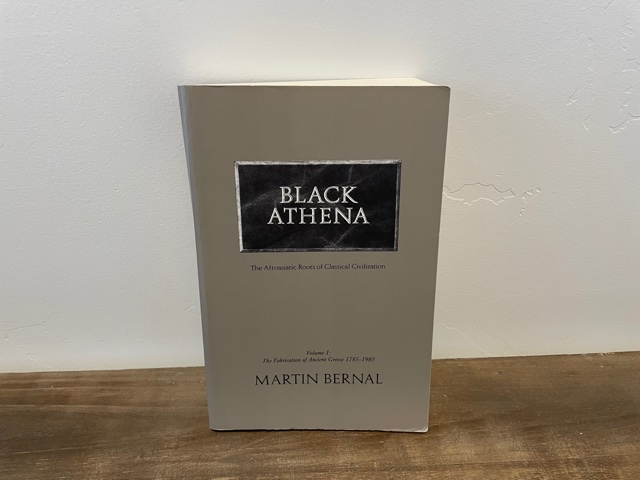 BLACK
ATHENA
The Afroasiatic Roots of Classical Civilization
Volume I:
The Fabrication of Ancient Greece 1785–1985
MARTIN BERNAL